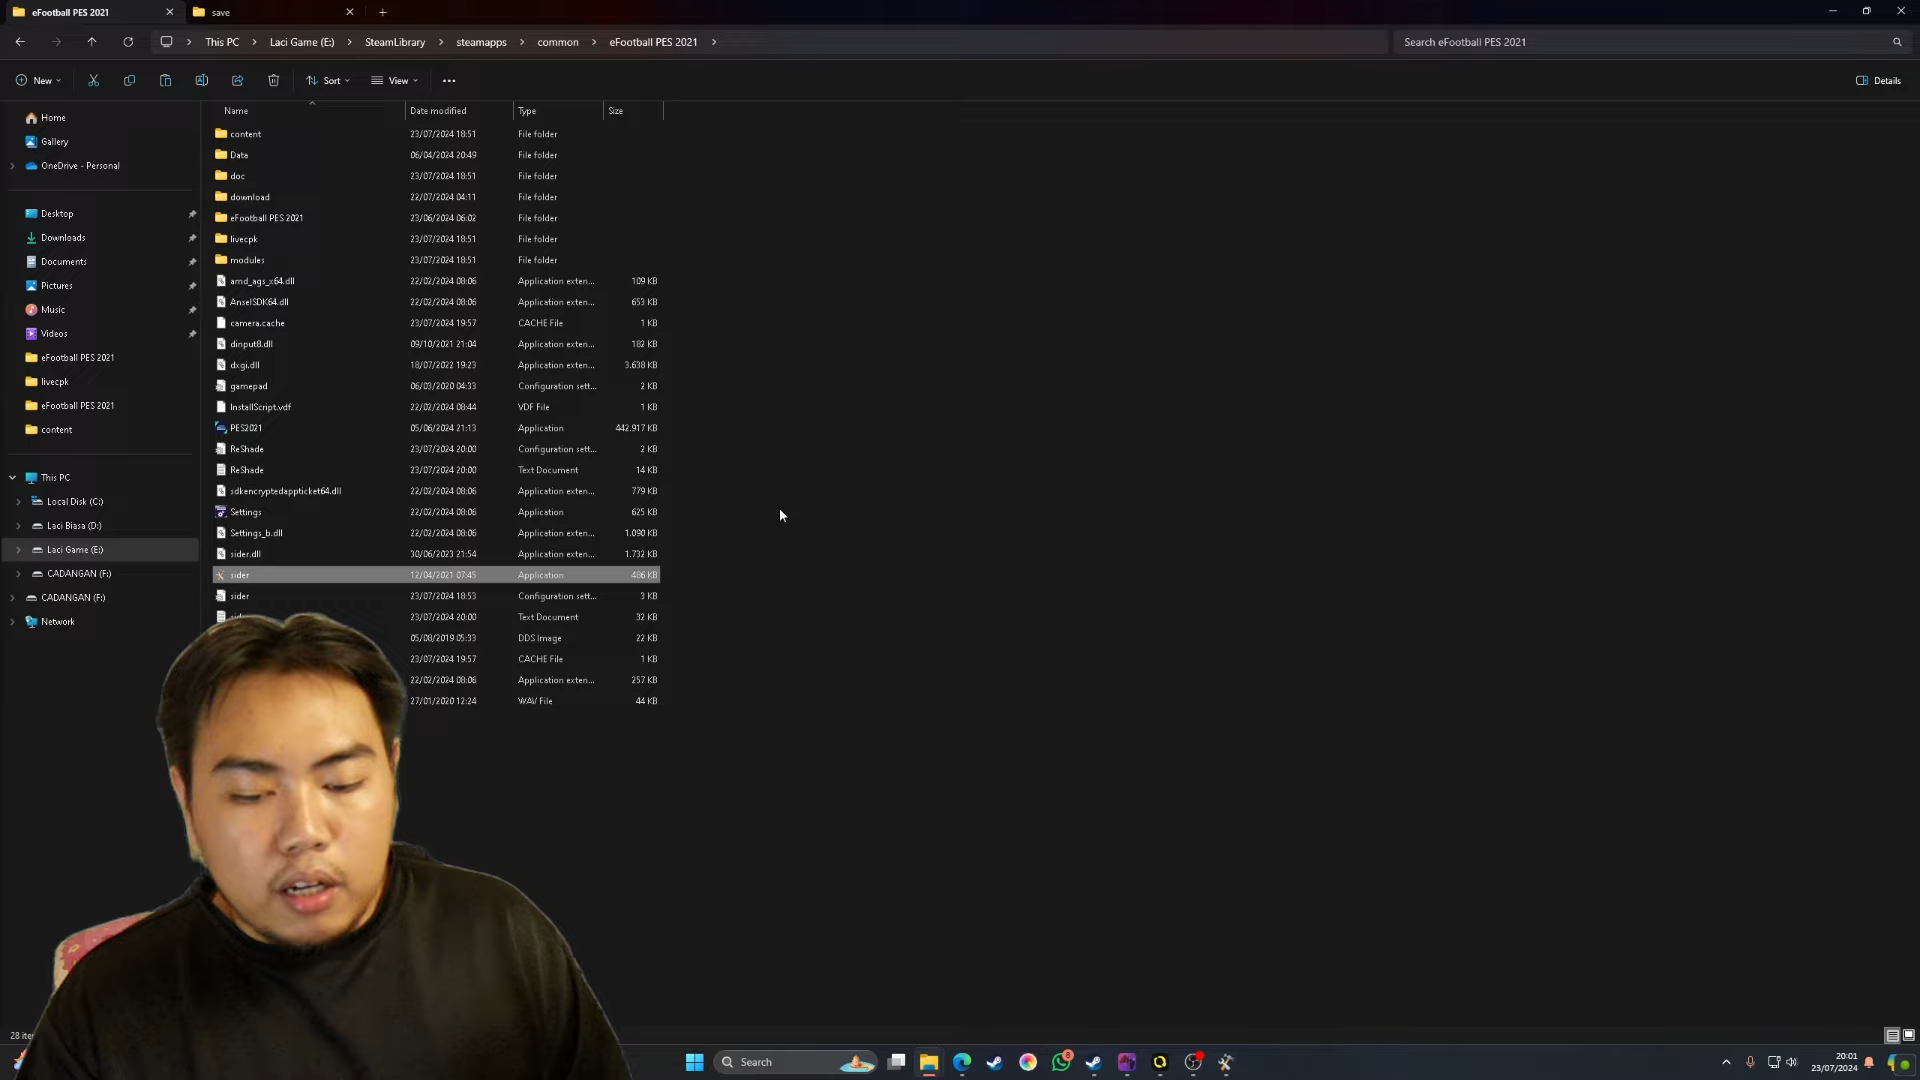 eFootball PES 2021
save
This PC > Laci Game (E:) > SteamLibrary > steamapps > common > eFootball PES 2021 >
Search eFootball PES 2021
New
Sort
View
Details
Name Date modified Type Size
Home
Gallery
OneDrive - Personal
Desktop
Downloads
Documents
Pictures
Music
Videos
eFootball PES 2021
livecpk
eFootball PES 2021
content
This PC
Local Disk (C:)
Laci Biasa (D:)
Laci Game (E:)
CADANGAN (F:)
CADANGAN (F:)
Network
content 23/07/2024 18:51 File folder
Data 06/04/2024 20:49 File folder
doc 23/07/2024 18:51 File folder
download 22/07/2024 04:11 File folder
eFootball PES 2021 23/06/2024 06:02 File folder
livecpk 23/07/2024 18:51 File folder
modules 23/07/2024 18:51 File folder
amd_ags_x64.dll 22/02/2024 08:06 Application exten... 109 KB
AnselSDK64.dll 22/02/2024 08:06 Application exten... 653 KB
camera.cache 23/07/2024 19:57 CACHE File 1 KB
dinput8.dll 09/10/2021 21:04 Application exten... 182 KB
dxgi.dll 18/07/2022 19:23 Application exten... 3.638 KB
gamepad 06/03/2020 04:33 Configuration sett... 2 KB
InstallScript.vdf 22/02/2024 08:44 VDF File 1 KB
PES2021 05/06/2024 21:13 Application 442.917 KB
ReShade 23/07/2024 20:00 Configuration sett... 2 KB
ReShade 23/07/2024 20:00 Text Document 14 KB
sdkencryptedappticket64.dll 22/02/2024 08:06 Application exten... 779 KB
Settings 22/02/2024 08:06 Application 625 KB
Settings_b.dll 22/02/2024 08:06 Application exten... 1.090 KB
sider.dll 30/06/2023 21:54 Application exten... 1.732 KB
sider 12/04/2021 07:45 Application 486 KB
sider 23/07/2024 18:53 Configuration sett... 3 KB
23/07/2024 20:00 Text Document 32 KB
05/08/2019 05:33 DDS Image 22 KB
23/07/2024 19:57 CACHE File 1 KB
22/02/2024 08:06 Application exten... 257 KB
27/01/2020 12:24 WAV File 44 KB
28
Search
8
20:01
23/07/2024